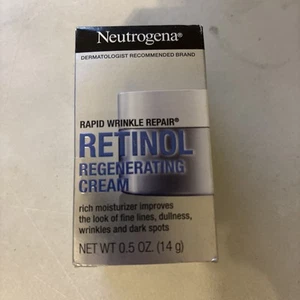 Neutrogena®
DERMATOLOGIST RECOMMENDED BRAND
RAPID WRINKLE REPAIR®
RETINOL
REGENERATING
CREAM
rich moisturizer improves
the look of fine lines, dullness,
wrinkles and dark spots
NET WT 0.5 OZ. (14 g)